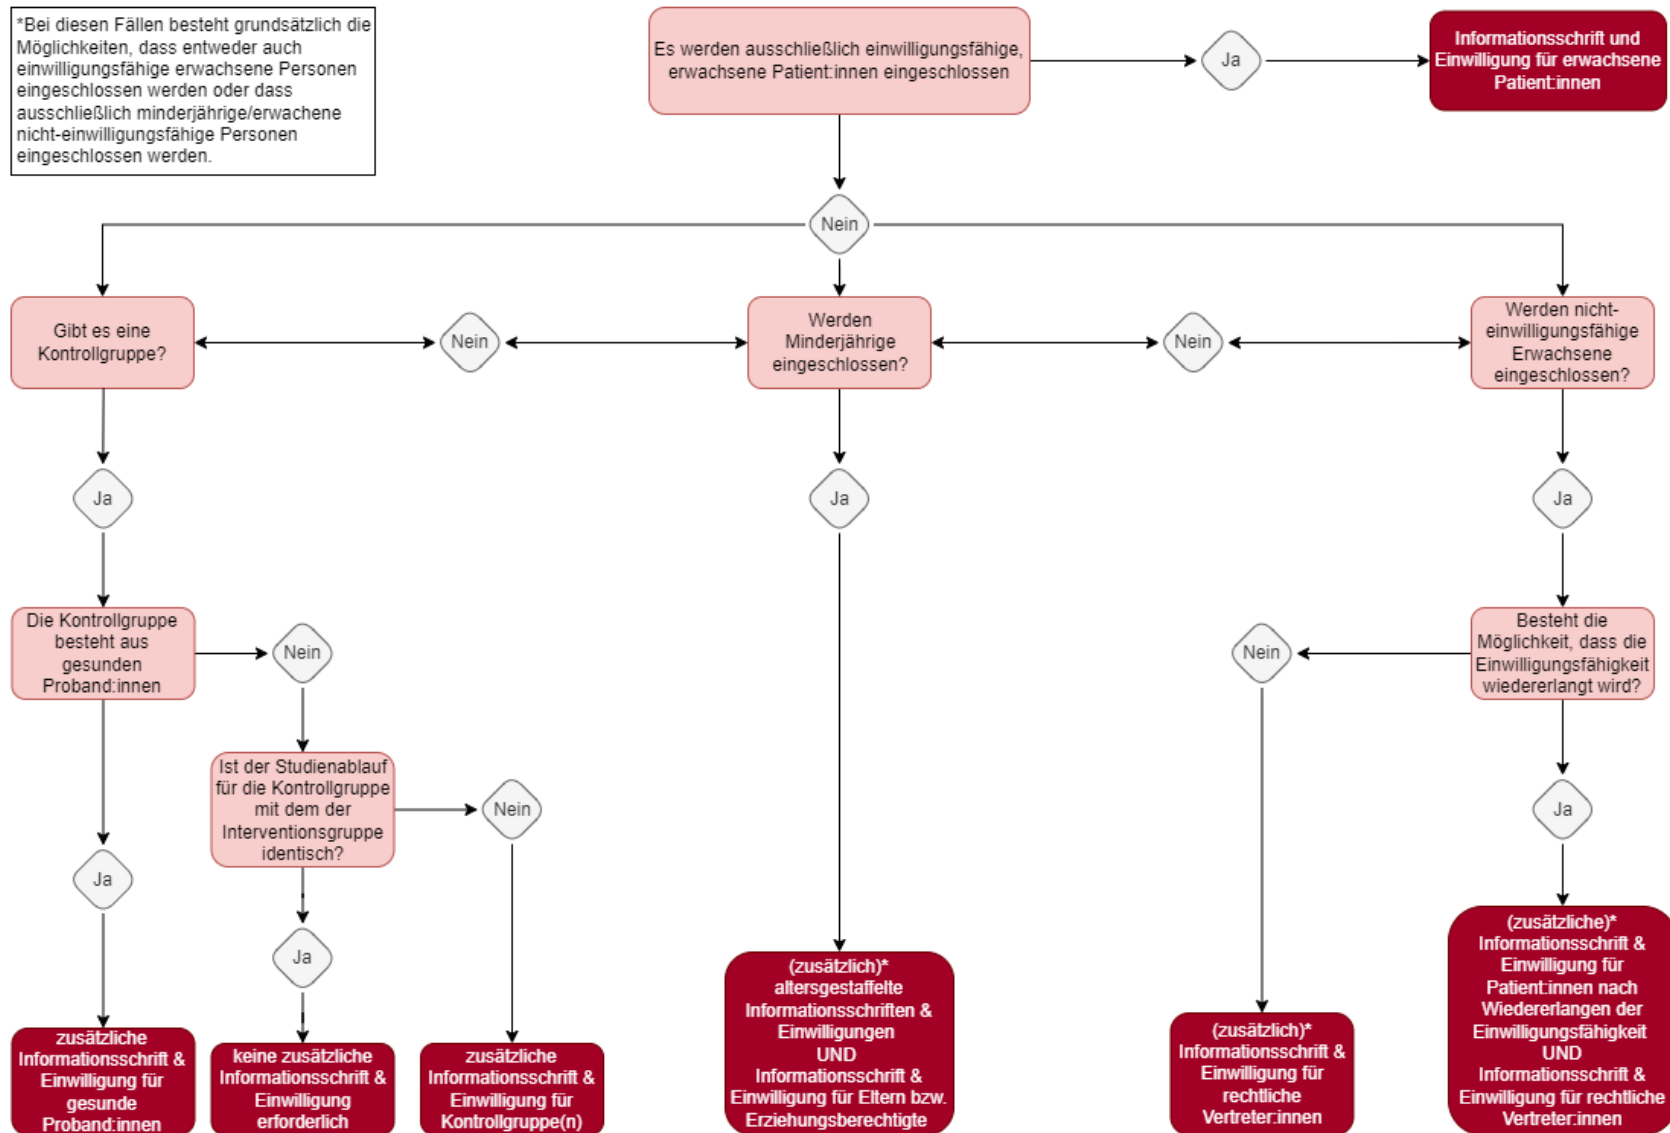 *Bei diesen Fällen besteht grundsätzlich die
Möglichkeiten, dass entweder auch
einwilligungsfähige erwachsene Personen
eingeschlossen werden oder dass
ausschließlich minderjährige/erwachene
nicht-einwilligungsfähige Personen
eingeschlossen werden.
Es werden ausschließlich einwilligungsfähige,
erwachsene Patient:innen eingeschlossen
Ja
Informationsschrift und
Einwilligung für erwachsene
Patient:innen
Nein
Gibt es eine
Kontrollgruppe?
Nein
Werden
Minderjährige
eingeschlossen?
Nein
Werden nicht-
einwilligungsfähige
Erwachsene
eingeschlossen?
Ja
Ja
Ja
Die Kontrollgruppe
besteht aus
gesunden
Proband:innen
Nein
Nein
Besteht die
Möglichkeit, dass die
Einwilligungsfähigkeit
wiedererlangt wird?
Ist der Studienablauf
für die Kontrollgruppe
mit dem der
Interventionsgruppe
identisch?
Nein
Ja
Ja
Ja
zusätzliche
Informationsschrift &
Einwilligung für
gesunde
Proband:innen
keine zusätzliche
Informationsschrift &
Einwilligung
erforderlich
zusätzliche
Informationsschrift &
Einwilligung für
Kontrollgruppe(n)
(zusätzlich)*
altersgestaffelte
Informationsschriften &
Einwilligungen
UND
Informationsschrift &
Einwilligung für Eltern bzw.
Erziehungsberechtigte
(zusätzlich)*
Informationsschrift &
Einwilligung für
rechtliche
Vertreter:innen
(zusätzliche)*
Informationsschrift &
Einwilligung für
Patient:innen nach
Wiedererlangen der
Einwilligungsfähigkeit
UND
Informationsschrift &
Einwilligung für rechtliche
Vertreter:innen